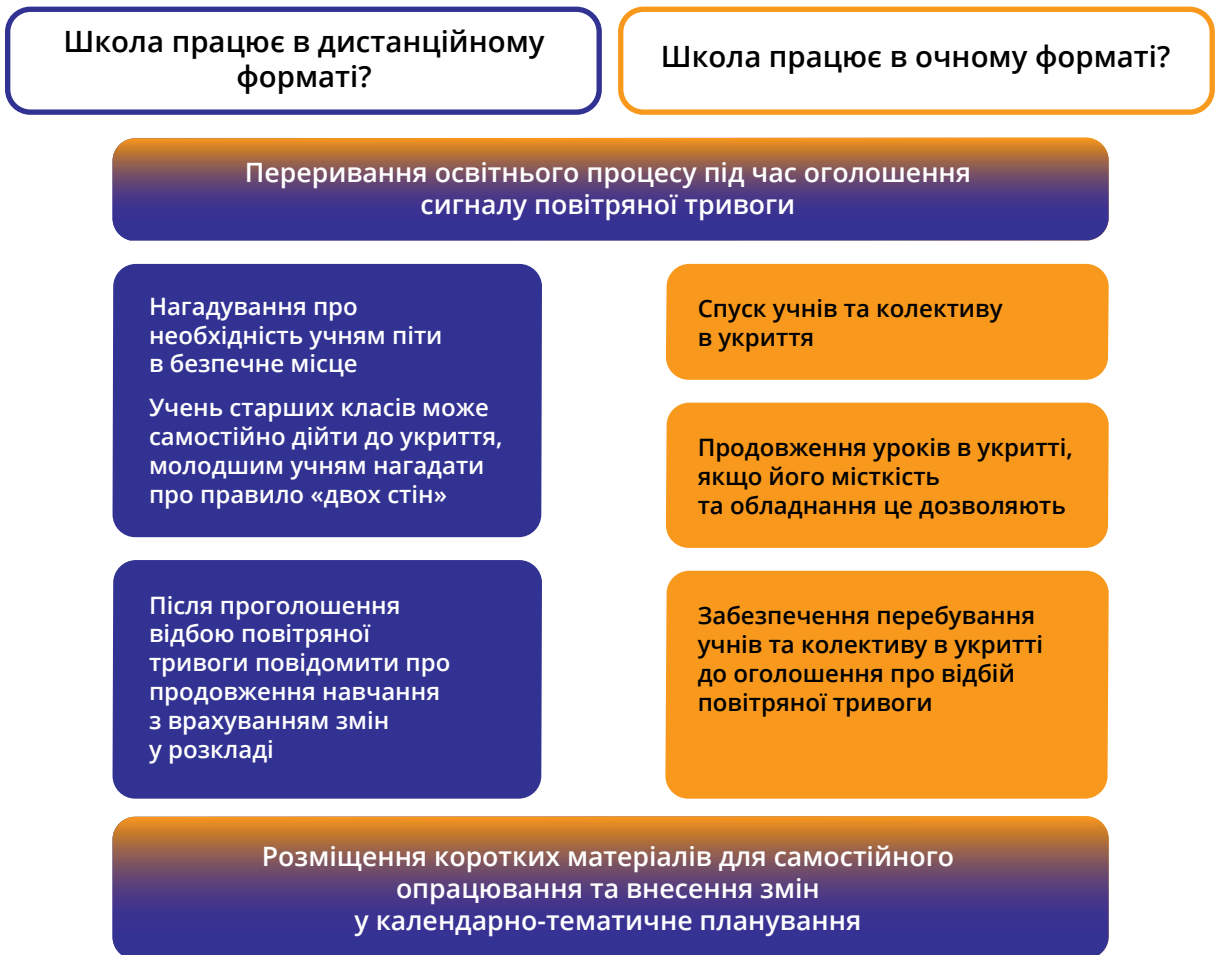 Школа працює в дистанційному
форматі?
Школа працює в очному форматі?
Переривання освітнього процесу під час оголошення
сигналу повітряної тривоги
Нагадування про
необхідність учням піти
в безпечне місце
Учень старших класів може
самостійно дійти до укриття,
молодшим учням нагадати
про правило «двох стін»
Після проголошення
відбою повітряної
тривоги повідомити про
продовження навчання
з врахуванням змін
у розкладі
Спуск учнів та колективу
в укриття
Продовження уроків в укритті,
якщо його місткість
та обладнання це дозволяють
Забезпечення перебування
учнів та колективу в укритті
до оголошення про відбій
повітряної тривоги
Розміщення коротких матеріалів для самостійного
опрацювання та внесення змін
у календарно-тематичне планування